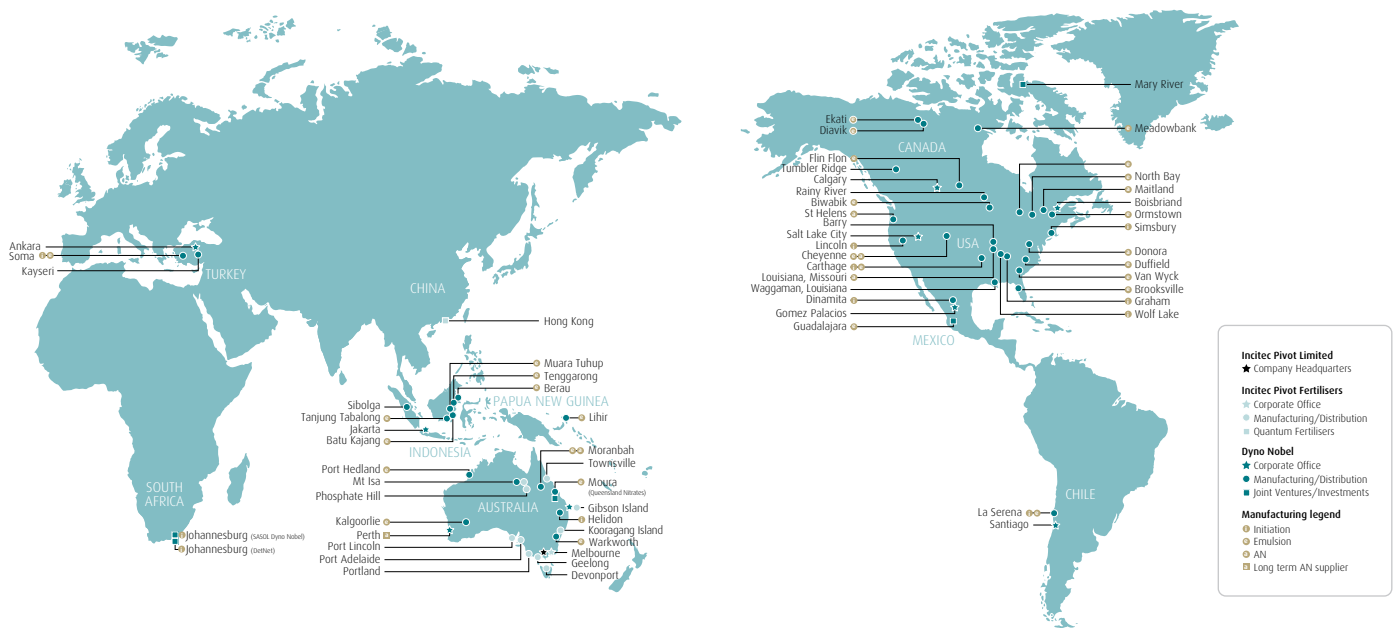 Ankara
Soma
Kayseri
TURKEY
CHINA
Hong Kong
Muara Tuhup
Tenggarong
Berau
PAPUA NEW GUINEA
Sibolga
Tanjung Tabalong
Jakarta
Batu Kajang
Lihir
INDONESIA
Moranbah
Townsville
Port Hedland
Mt Isa
Phosphate Hill
Moura
(Queensland Nitrates)
AUSTRALIA
Gibson Island
Helidon
Kooragang Island
Warkworth
Kalgoorlie
Perth
Port Lincoln
Port Adelaide
Portland
Melbourne
Geelong
Devonport
SOUTH
AFRICA
Johannesburg (SASOL Dyno Nobel)
Johannesburg (DetNet)
Mary River
Ekati
Diavik
Meadowbank
CANADA
Flin Flon
Tumbler Ridge
Calgary
Rainy River
Biwabik
St Helens
Barry
Salt Lake City
Lincoln
Cheyenne
Carthage
Louisiana, Missouri
Waggaman, Louisiana
Dinamita
Gomez Palacios
Guadalajara
USA
MEXICO
North Bay
Maitland
Boisbriand
Ormstown
Simsbury
Donora
Duffield
Van Wyck
Brooksville
Graham
Wolf Lake
CHILE
La Serena
Santiago
Incitec Pivot Limited
Company Headquarters
Incitec Pivot Fertilisers
Corporate Office
Manufacturing/Distribution
Quantum Fertilisers
Dyno Nobel
Corporate Office
Manufacturing/Distribution
Joint Ventures/Investments
Manufacturing legend
Initiation
Emulsion
AN
Long term AN supplier